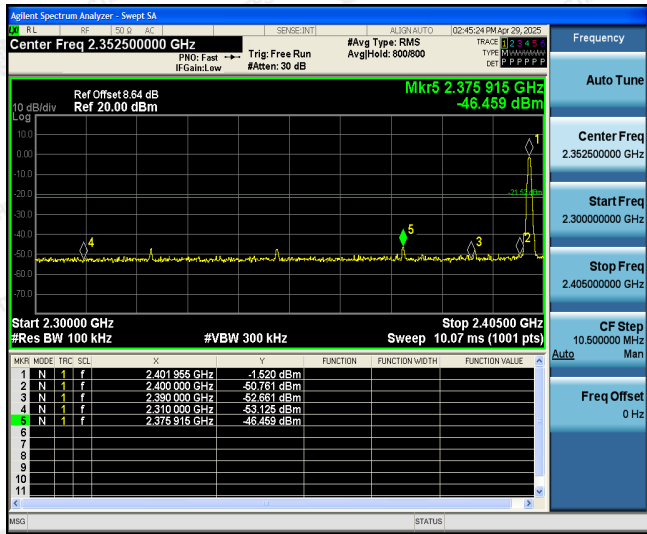 Agilent Spectrum Analyzer - Swept SA
RL RF 50 Ω AC SENSE:INT ALIGN AUTO 02:45:24 PM Apr 29, 2025
Center Freq 2.352500000 GHz
PNO: Fast
IFGain:Low
Trig: Free Run
#Atten: 30 dB
#Avg Type: RMS
Avg|Hold: 800/800
TRACE 1 2 3 4 5 6
TYPE M
DET P P P P P P
10 dB/div
Log
Ref Offset 8.64 dB
Ref 20.00 dBm
Mkr5 2.375 915 GHz
-46.459 dBm
10.0
0.00
-10.0
-20.0
-30.0
-40.0
-50.0
-60.0
-70.0
1
2
3
4
5
Start 2.30000 GHz Stop 2.40500 GHz
#Res BW 100 kHz #VBW 300 kHz Sweep 10.07 ms (1001 pts)
MKR MODE TRC SCL X Y FUNCTION FUNCTION WIDTH FUNCTION VALUE
1 N 1 f 2.401 955 GHz -1.520 dBm
2 N 1 f 2.400 000 GHz -50.761 dBm
3 N 1 f 2.390 000 GHz -52.661 dBm
4 N 1 f 2.310 000 GHz -53.125 dBm
5 N 1 f 2.375 915 GHz -46.459 dBm
6
7
8
9
10
11
MSG STATUS
Frequency
Auto Tune
Center Freq
2.352500000 GHz
Start Freq
2.300000000 GHz
Stop Freq
2.405000000 GHz
CF Step
10.500000 MHz
Auto Man
Freq Offset
0 Hz